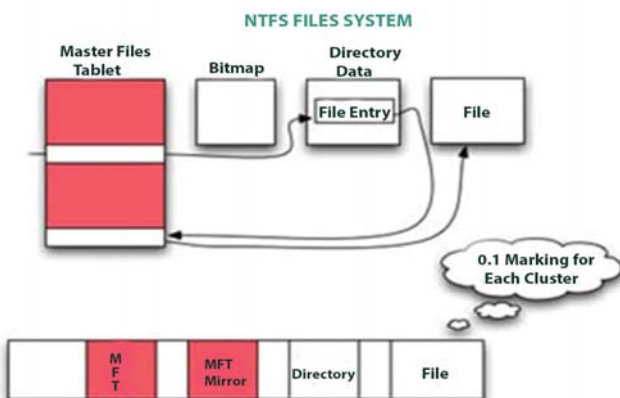 NTFS FILES SYSTEM
Master Files
Tablet
Bitmap
Directory
Data
File Entry
File
0.1 Marking for
Each Cluster
M
F
T
MFT
Mirror
Directory
File